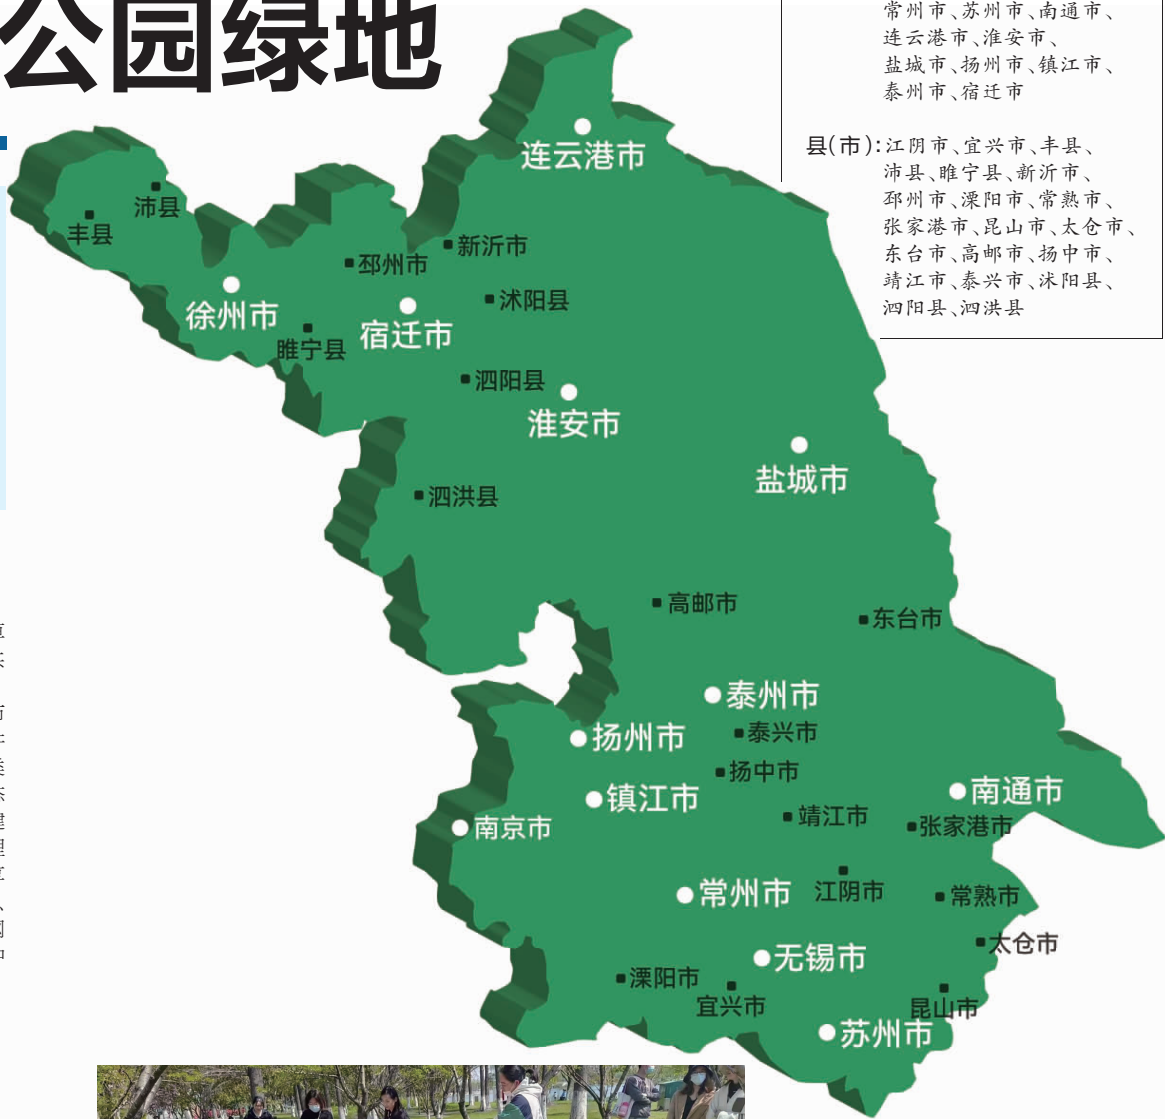 公园绿地
常州市、苏州市、南通市、
连云港市、淮安市、
盐城市、扬州市、镇江市、
泰州市、宿迁市
县(市):江阴市、宜兴市、丰县、
沛县、睢宁县、新沂市、
邳州市、溧阳市、常熟市、
张家港市、昆山市、太仓市、
东台市、高邮市、扬中市、
靖江市、泰兴市、沭阳县、
泗阳县、泗洪县
连云港市
沛县
丰县
新沂市
邳州市
徐州市
沭阳县
宿迁市
睢宁县
泗阳县
淮安市
盐城市
泗洪县
高邮市
东台市
泰州市
泰兴市
扬州市
扬中市
镇江市
南通市
靖江市
张家港市
南京市
常州市
江阴市
常熟市
太仓市
无锡市
溧阳市
宜兴市
昆山市
苏州市